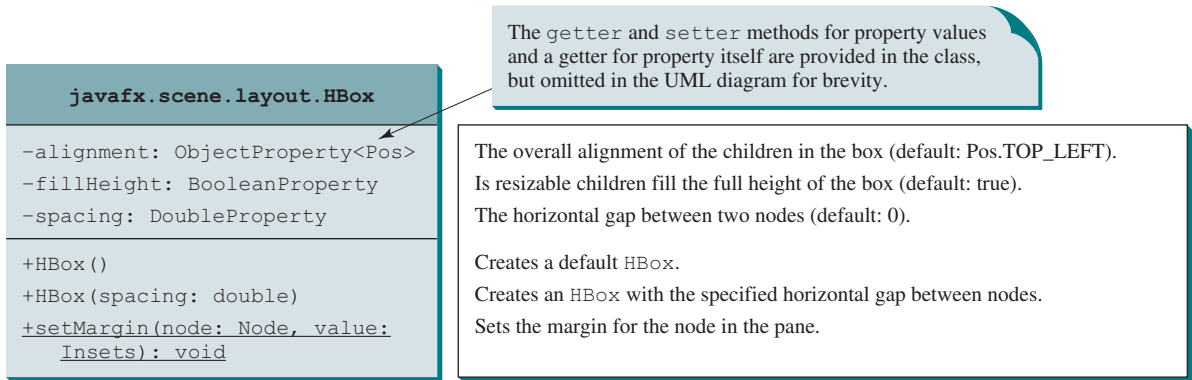 The getter and setter methods for property values
and a getter for property itself are provided in the class,
but omitted in the UML diagram for brevity.
javafx.scene.layout.HBox
-alignment: ObjectProperty<Pos>
-fillHeight: BooleanProperty
-spacing: DoubleProperty
+HBox()
+HBox(spacing: double)
+setMargin(node: Node, value:
Insets): void
The overall alignment of the children in the box (default: Pos.TOP_LEFT).
Is resizable children fill the full height of the box (default: true).
The horizontal gap between two nodes (default: 0).
Creates a default HBox.
Creates an HBox with the specified horizontal gap between nodes.
Sets the margin for the node in the pane.